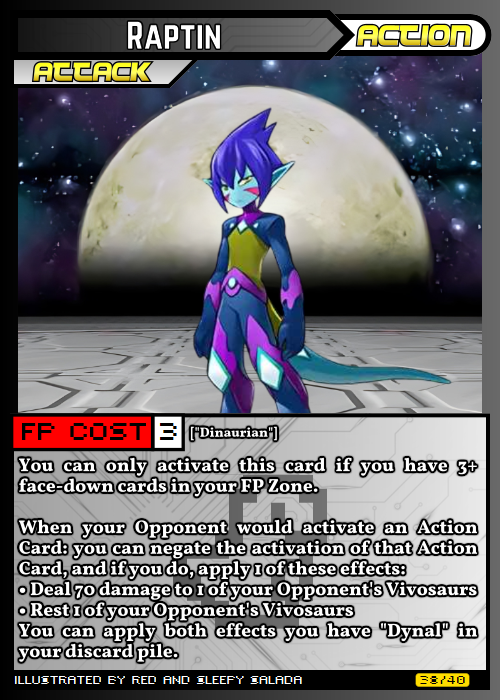 RAPTIN
ACTION
ATTACK
FP COST 3 ["Dinaurian"]
You can only activate this card if you have 3+
face-down cards in your FP Zone.
When your Opponent would activate an Action
Card: you can negate the activation of that Action
Card, and if you do, apply 1 of these effects:
• Deal 70 damage to 1 of your Opponent's Vivosaurs
• Rest 1 of your Opponent's Vivosaurs
You can apply both effects you have "Dynal" in
your discard pile.
ILLUSTRATED BY RED AND SLEEPY SALADA
38/40